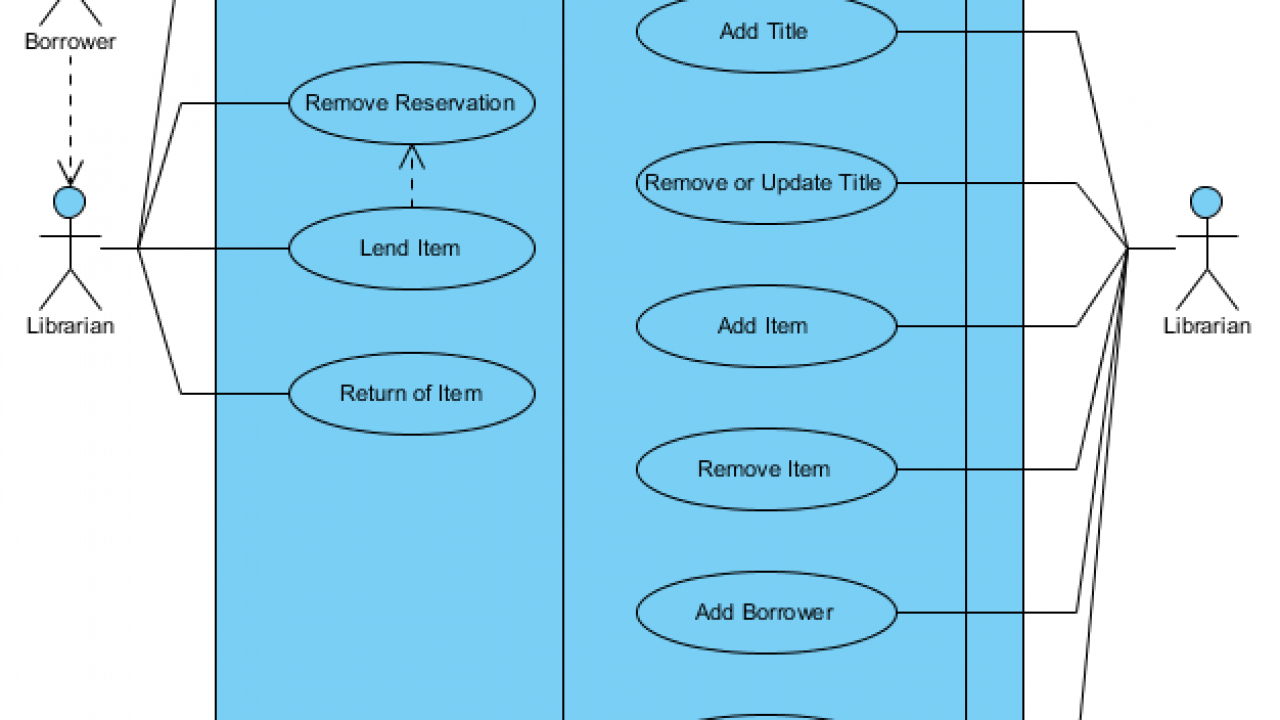 Borrower
Add Title
Remove Reservation
Remove or Update Title
Lend Item
Librarian
Add Item
Librarian
Return of Item
Remove Item
Add Borrower